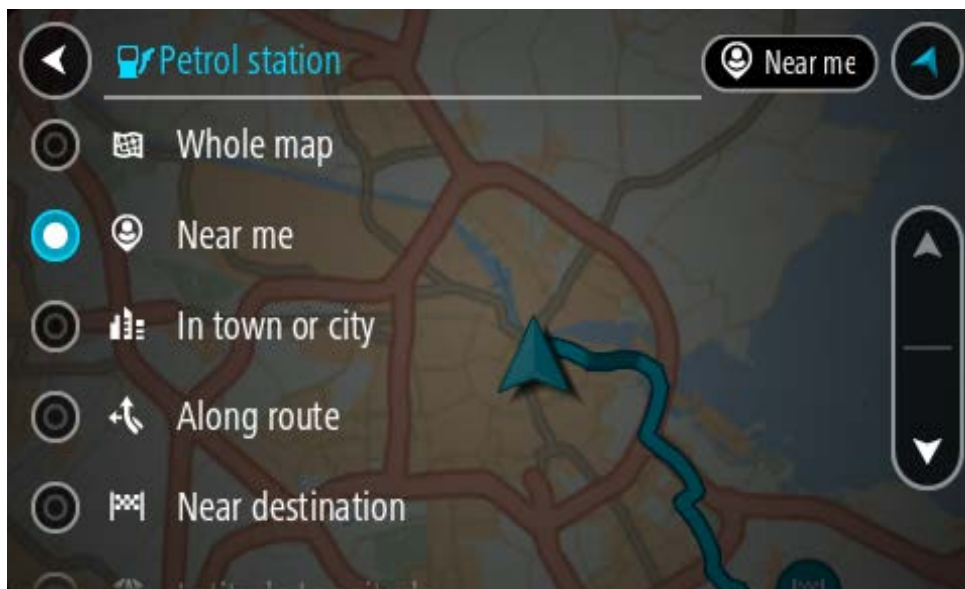 Petrol station
Near me
Whole map
Near me
In town or city
Along route
Near destination